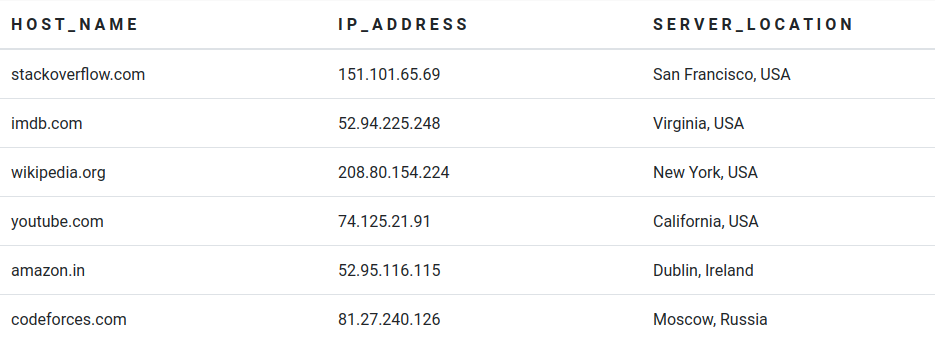 HOST_NAME IP_ADDRESS SERVER_LOCATION
stackoverflow.com 151.101.65.69 San Francisco, USA
imdb.com 52.94.225.248 Virginia, USA
wikipedia.org 208.80.154.224 New York, USA
youtube.com 74.125.21.91 California, USA
amazon.in 52.95.116.115 Dublin, Ireland
codeforces.com 81.27.240.126 Moscow, Russia